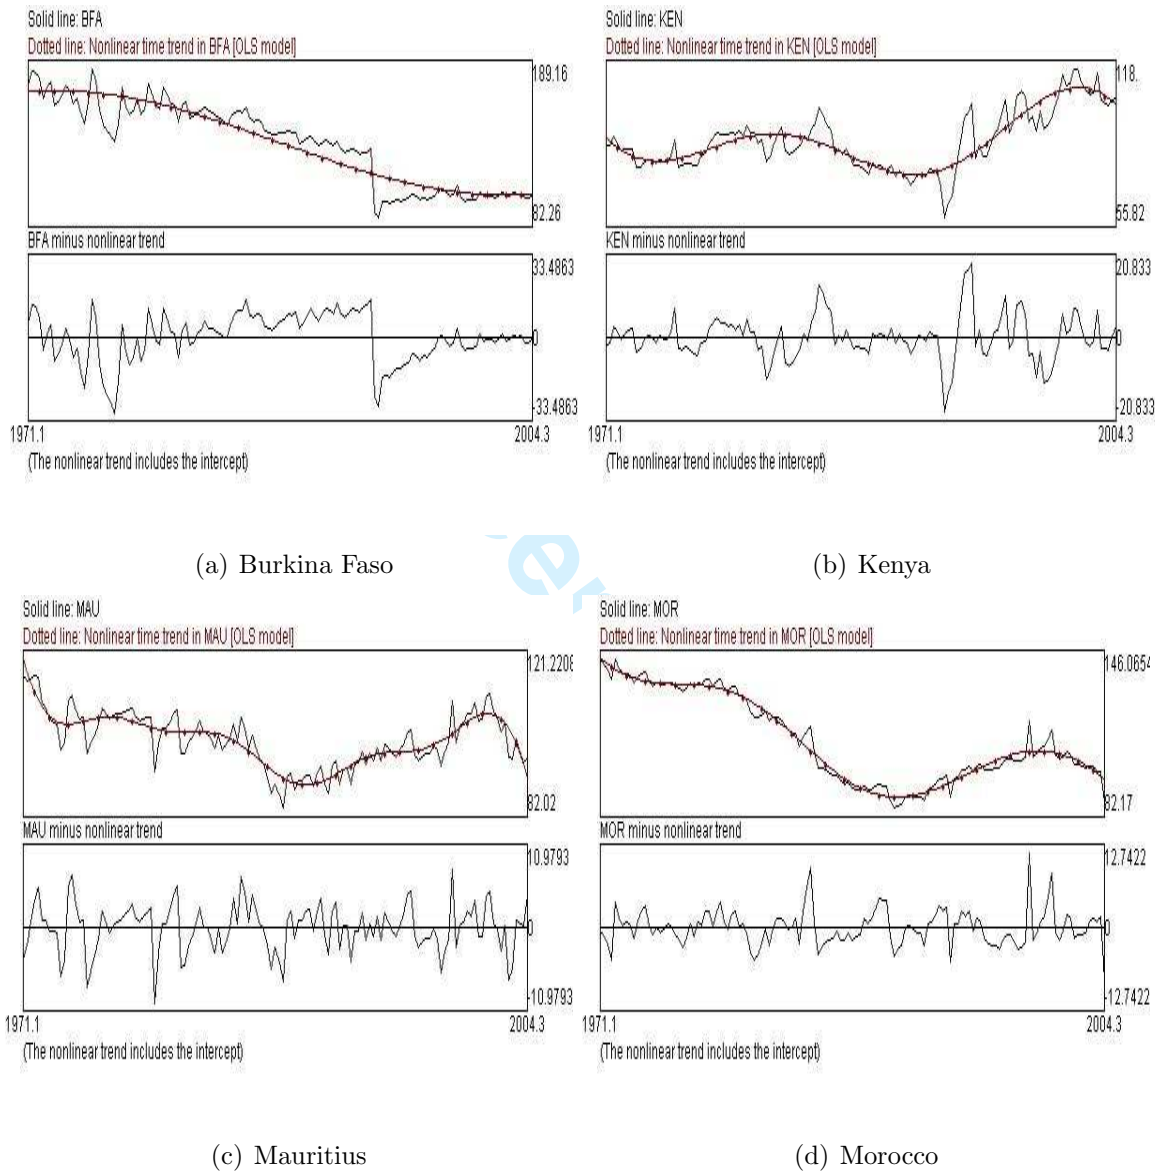 Solid line: BFA
Dotted line: Nonlinear time trend in BFA [OLS model]
189.16
82.26
BFA minus nonlinear trend
33.4863
0
-33.4863
1971.1 2004.3
(The nonlinear trend includes the intercept)
(a) Burkina Faso
Solid line: KEN
Dotted line: Nonlinear time trend in KEN [OLS model]
118.
55.82
KEN minus nonlinear trend
20.833
0
-20.833
1971.1 2004.3
(The nonlinear trend includes the intercept)
(b) Kenya
Solid line: MAU
Dotted line: Nonlinear time trend in MAU [OLS model]
121.2206
82.02
MAU minus nonlinear trend
10.9793
0
-10.9793
1971.1 2004.3
(The nonlinear trend includes the intercept)
(c) Mauritius
Solid line: MOR
Dotted line: Nonlinear time trend in MOR [OLS model]
146.0654
82.17
MOR minus nonlinear trend
12.7422
0
-12.7422
1971.1 2004.3
(The nonlinear trend includes the intercept)
(d) Morocco